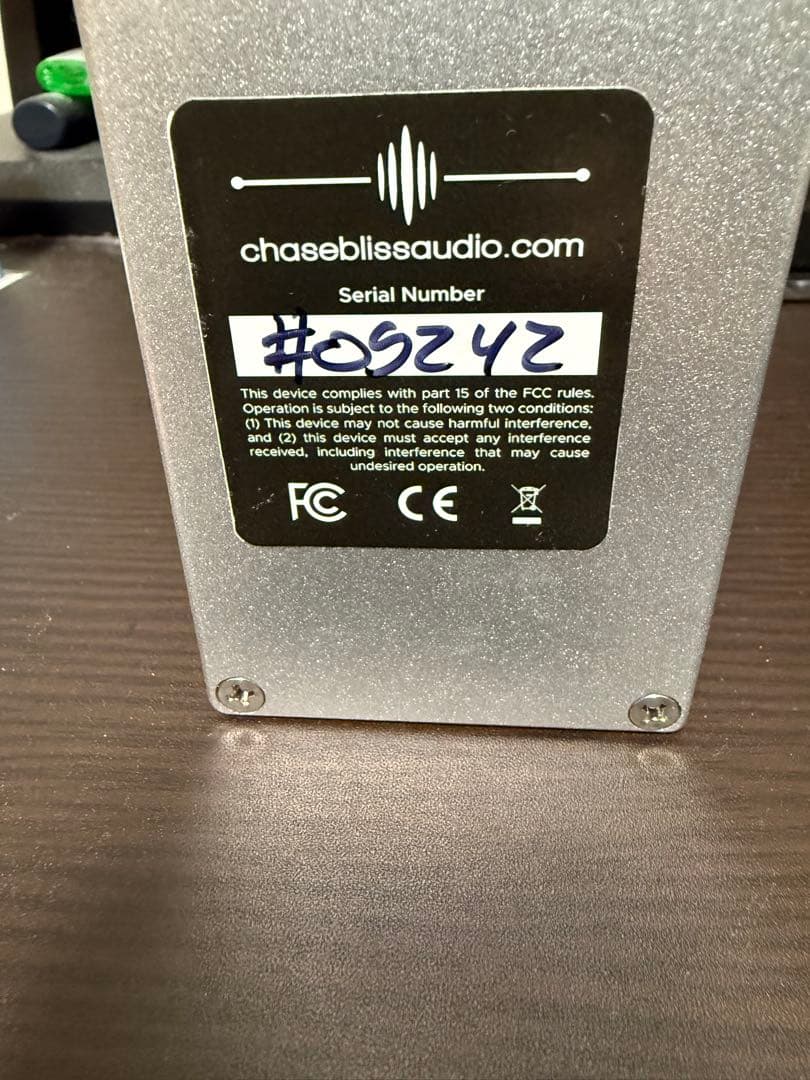 chaseblissaudio.com
Serial Number
#05242
This device complies with part 15 of the FCC rules.
Operation is subject to the following two conditions:
(1) This device may not cause harmful interference,
and (2) this device must accept any interference
received, including interference that may cause
undesired operation.
FC CE